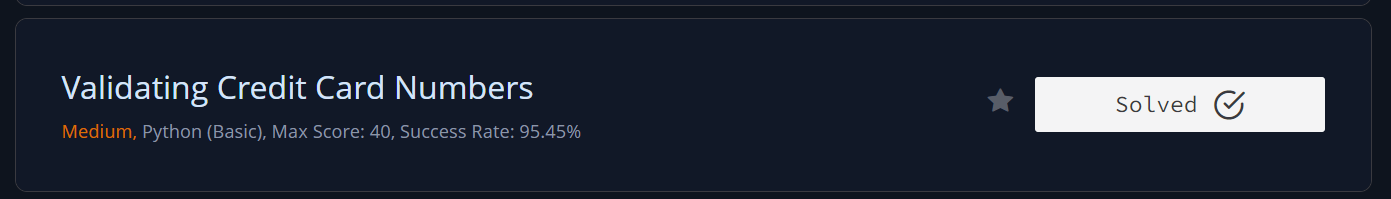 Validating Credit Card Numbers
Solved
Medium, Python (Basic), Max Score: 40, Success Rate: 95.45%